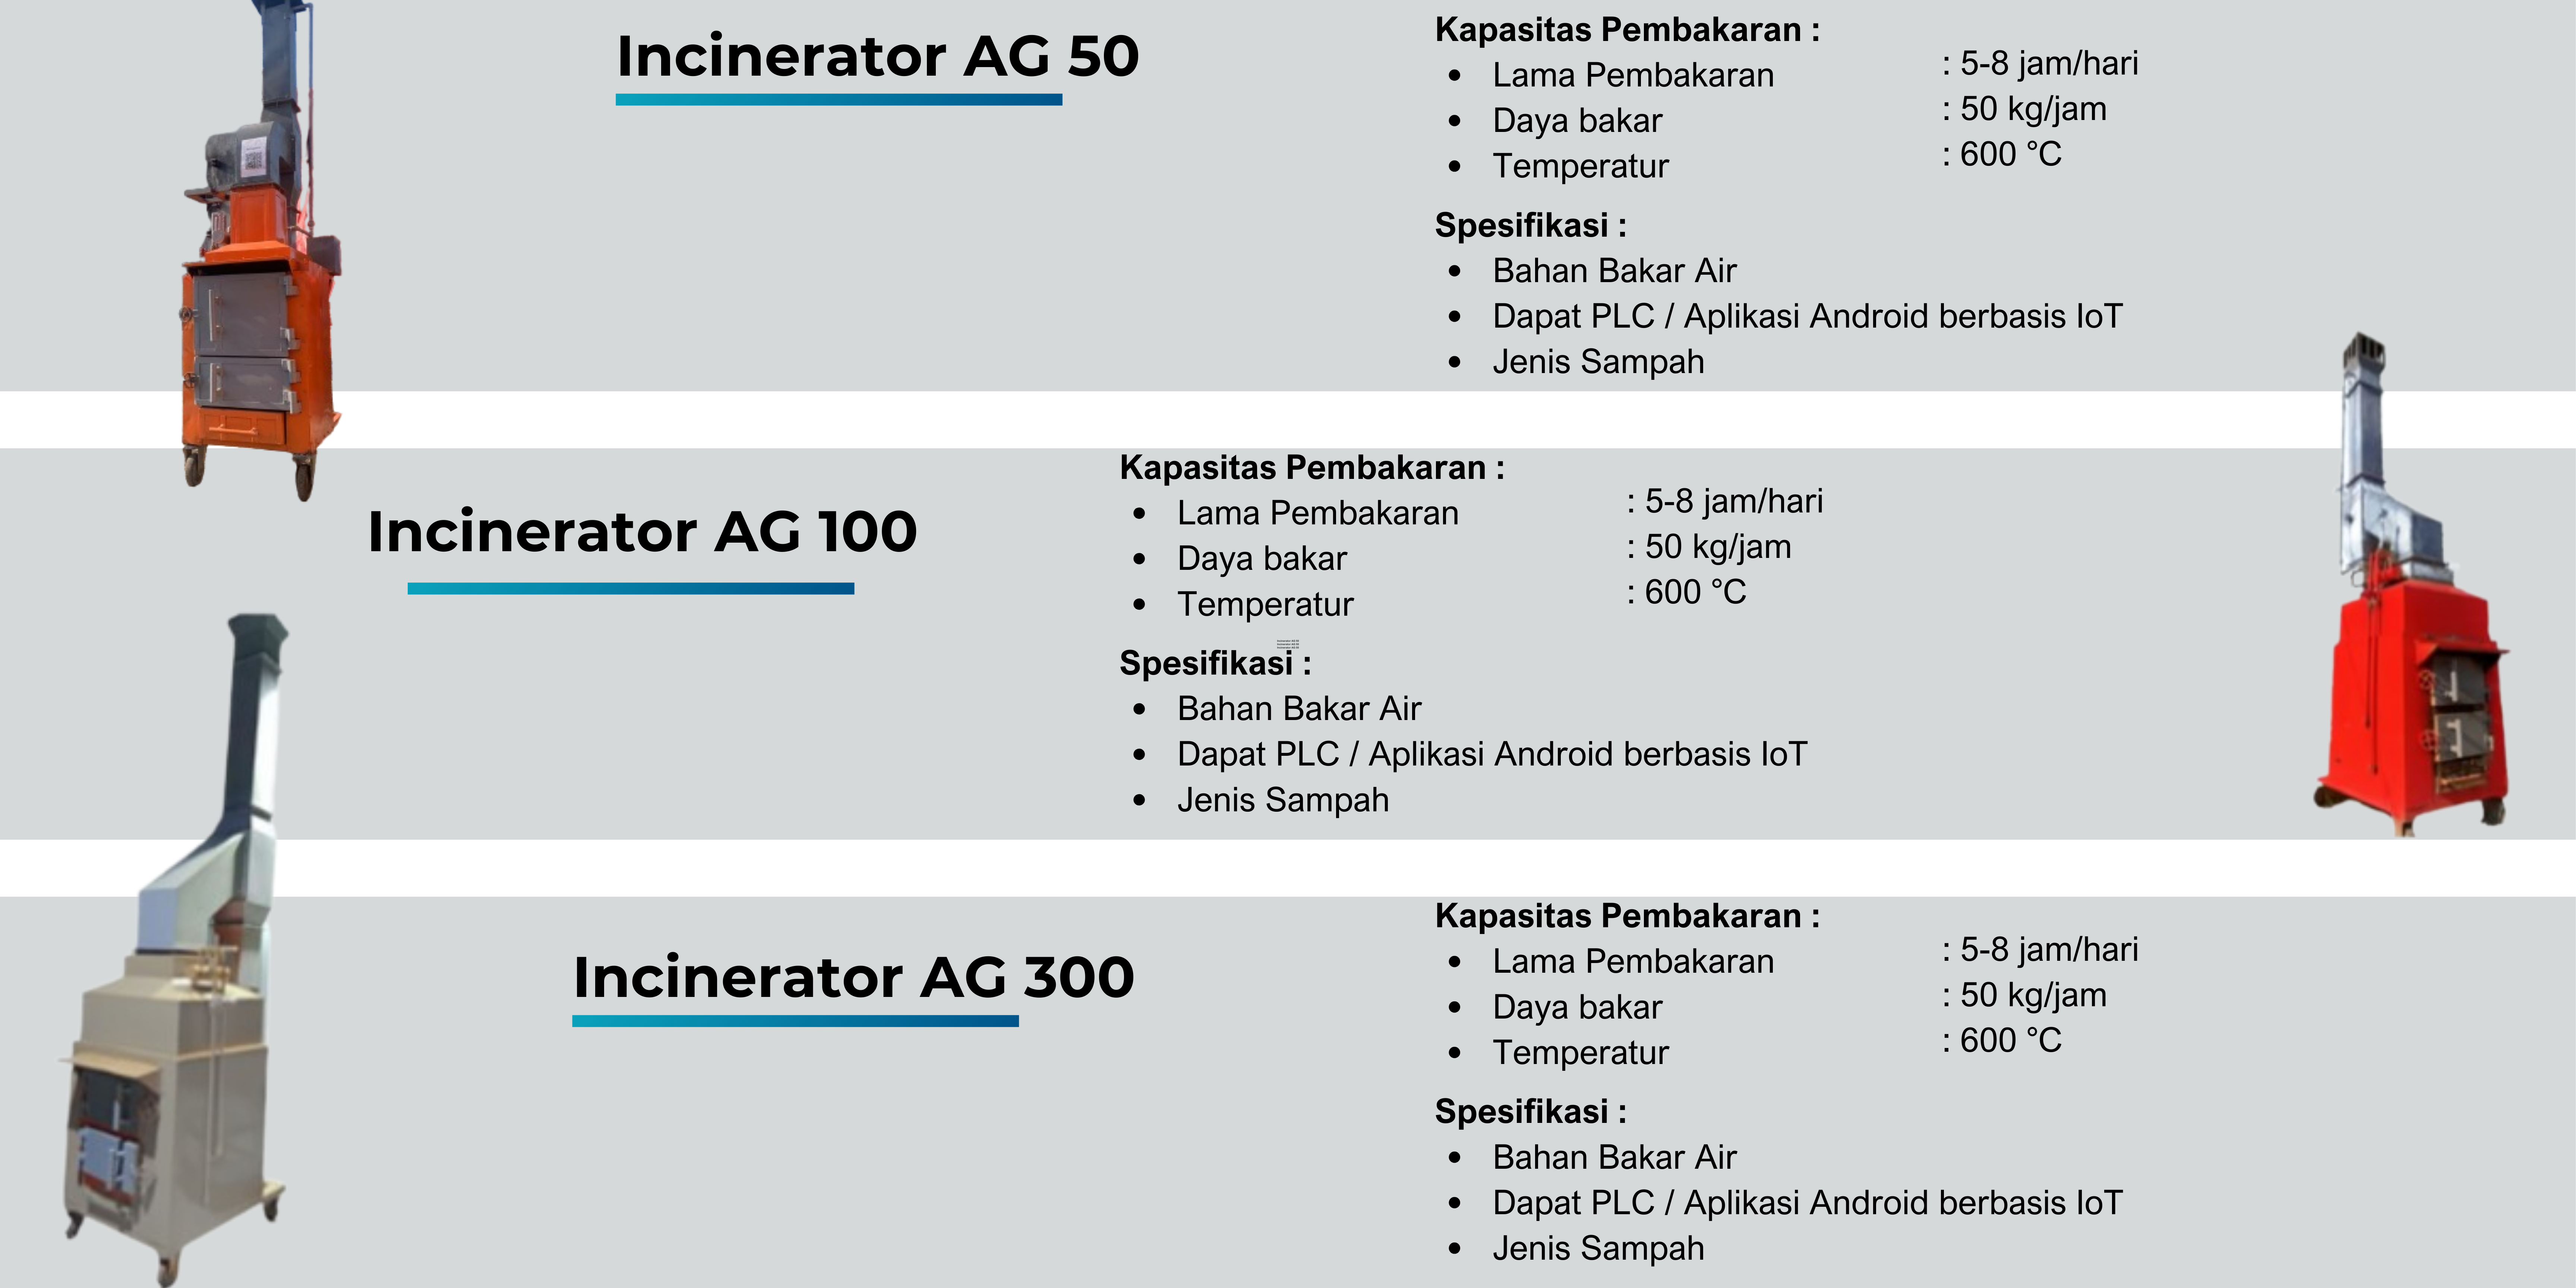 Incinerator AG 50
Kapasitas Pembakaran :
• Lama Pembakaran : 5-8 jam/hari
• Daya bakar : 50 kg/jam
• Temperatur : 600 °C
Spesifikasi :
• Bahan Bakar Air
• Dapat PLC / Aplikasi Android berbasis IoT
• Jenis Sampah
Incinerator AG 100
Kapasitas Pembakaran :
• Lama Pembakaran : 5-8 jam/hari
• Daya bakar : 50 kg/jam
• Temperatur : 600 °C
Spesifikasi :
• Bahan Bakar Air
• Dapat PLC / Aplikasi Android berbasis IoT
• Jenis Sampah
Incinerator AG 300
Kapasitas Pembakaran :
• Lama Pembakaran : 5-8 jam/hari
• Daya bakar : 50 kg/jam
• Temperatur : 600 °C
Spesifikasi :
• Bahan Bakar Air
• Dapat PLC / Aplikasi Android berbasis IoT
• Jenis Sampah